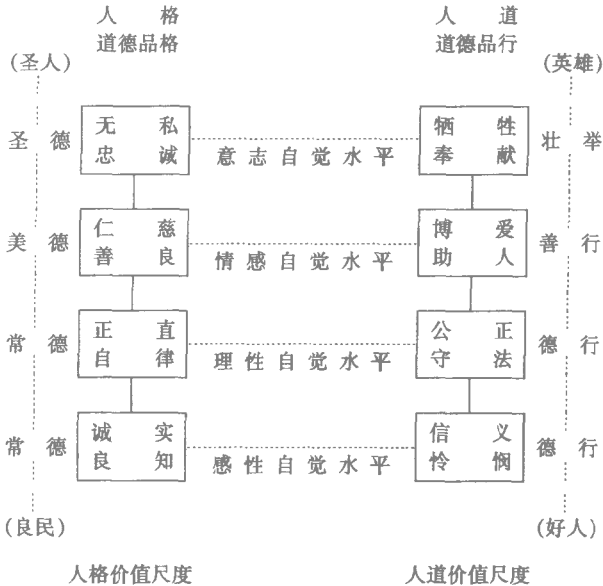 人格 人道
道德品格 道德品行
(圣人) (英雄)
圣德 无私 牺牲 壮举
忠诚 意志自觉水平 奉献
美德 仁慈 博爱 善行
善良 情感自觉水平 助人
常德 正直 公正 德行
自律 理性自觉水平 守法
常德 诚实 信义 德行
良知 感性自觉水平 怜悯
(良民) (好人)
人格价值尺度 人道价值尺度